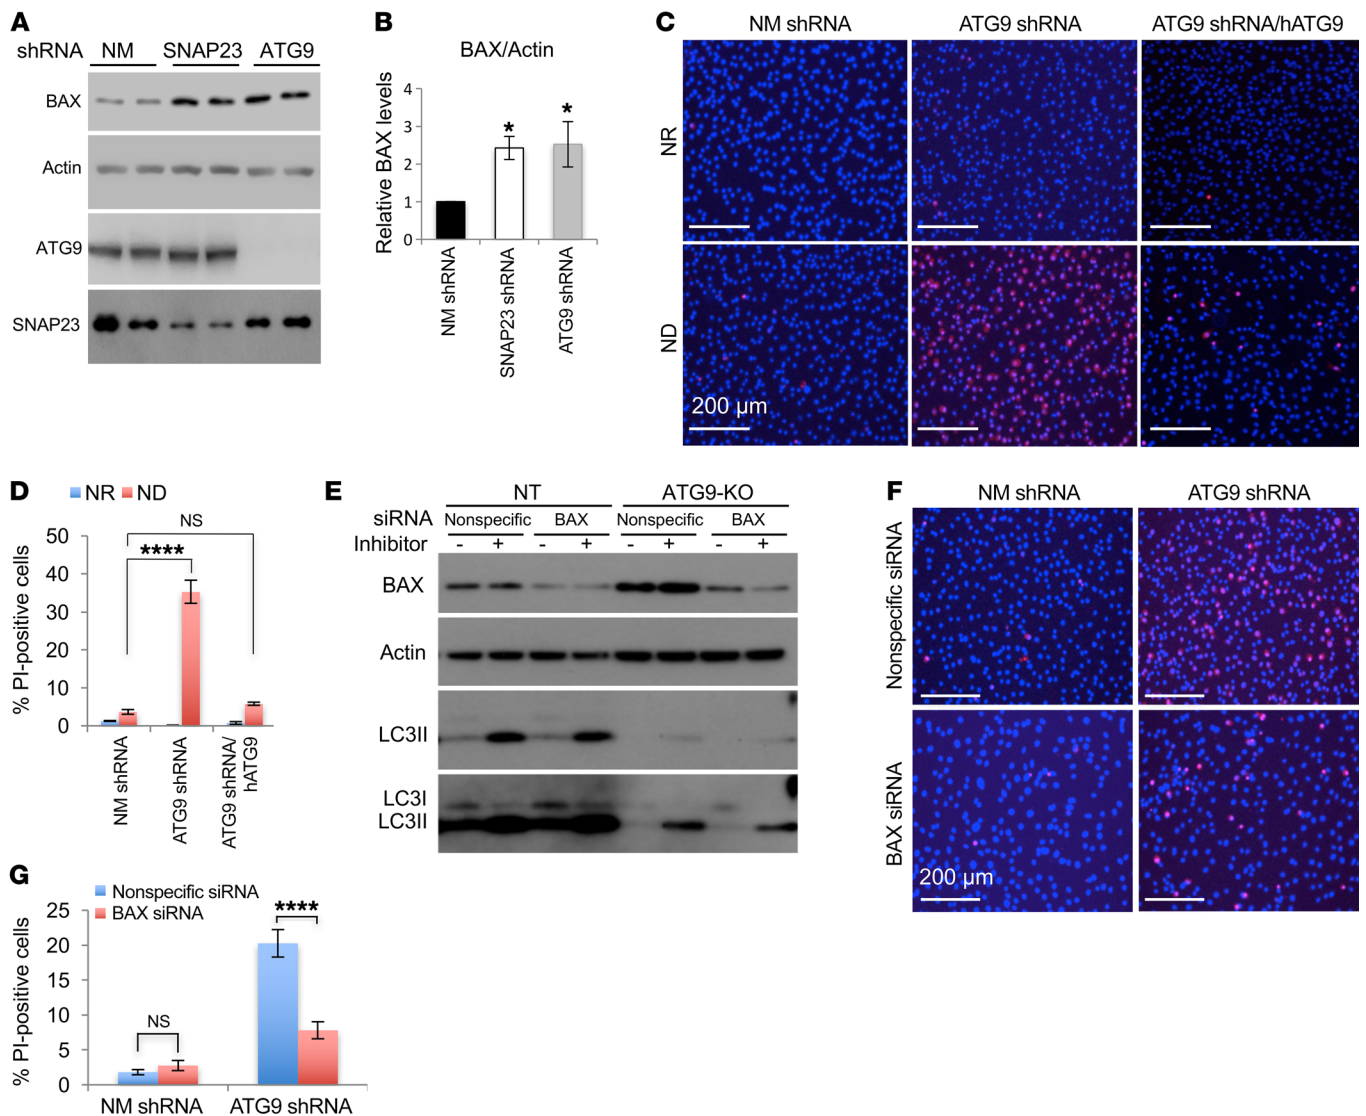 A
shRNA NM SNAP23 ATG9
BAX
Actin
ATG9
SNAP23
B
BAX/Actin
Relative BAX levels
4
3
2
1
0
* *
NM shRNA
SNAP23 shRNA
ATG9 shRNA
C
NM shRNA ATG9 shRNA ATG9 shRNA/hATG9
NR
ND
200 µm
D
NR ND
% PI-positive cells
50
40
30
20
10
0
NS
****
NM shRNA
ATG9 shRNA
ATG9 shRNA/
hATG9
E
NT ATG9-KO
siRNA Nonspecific BAX Nonspecific BAX
Inhibitor - + - + - + - +
BAX
Actin
LC3II
LC3I
LC3II
F
NM shRNA ATG9 shRNA
Nonspecific siRNA
BAX siRNA
200 µm
G
Nonspecific siRNA
BAX siRNA
% PI-positive cells
25
20
15
10
5
0
NS
****
NM shRNA ATG9 shRNA